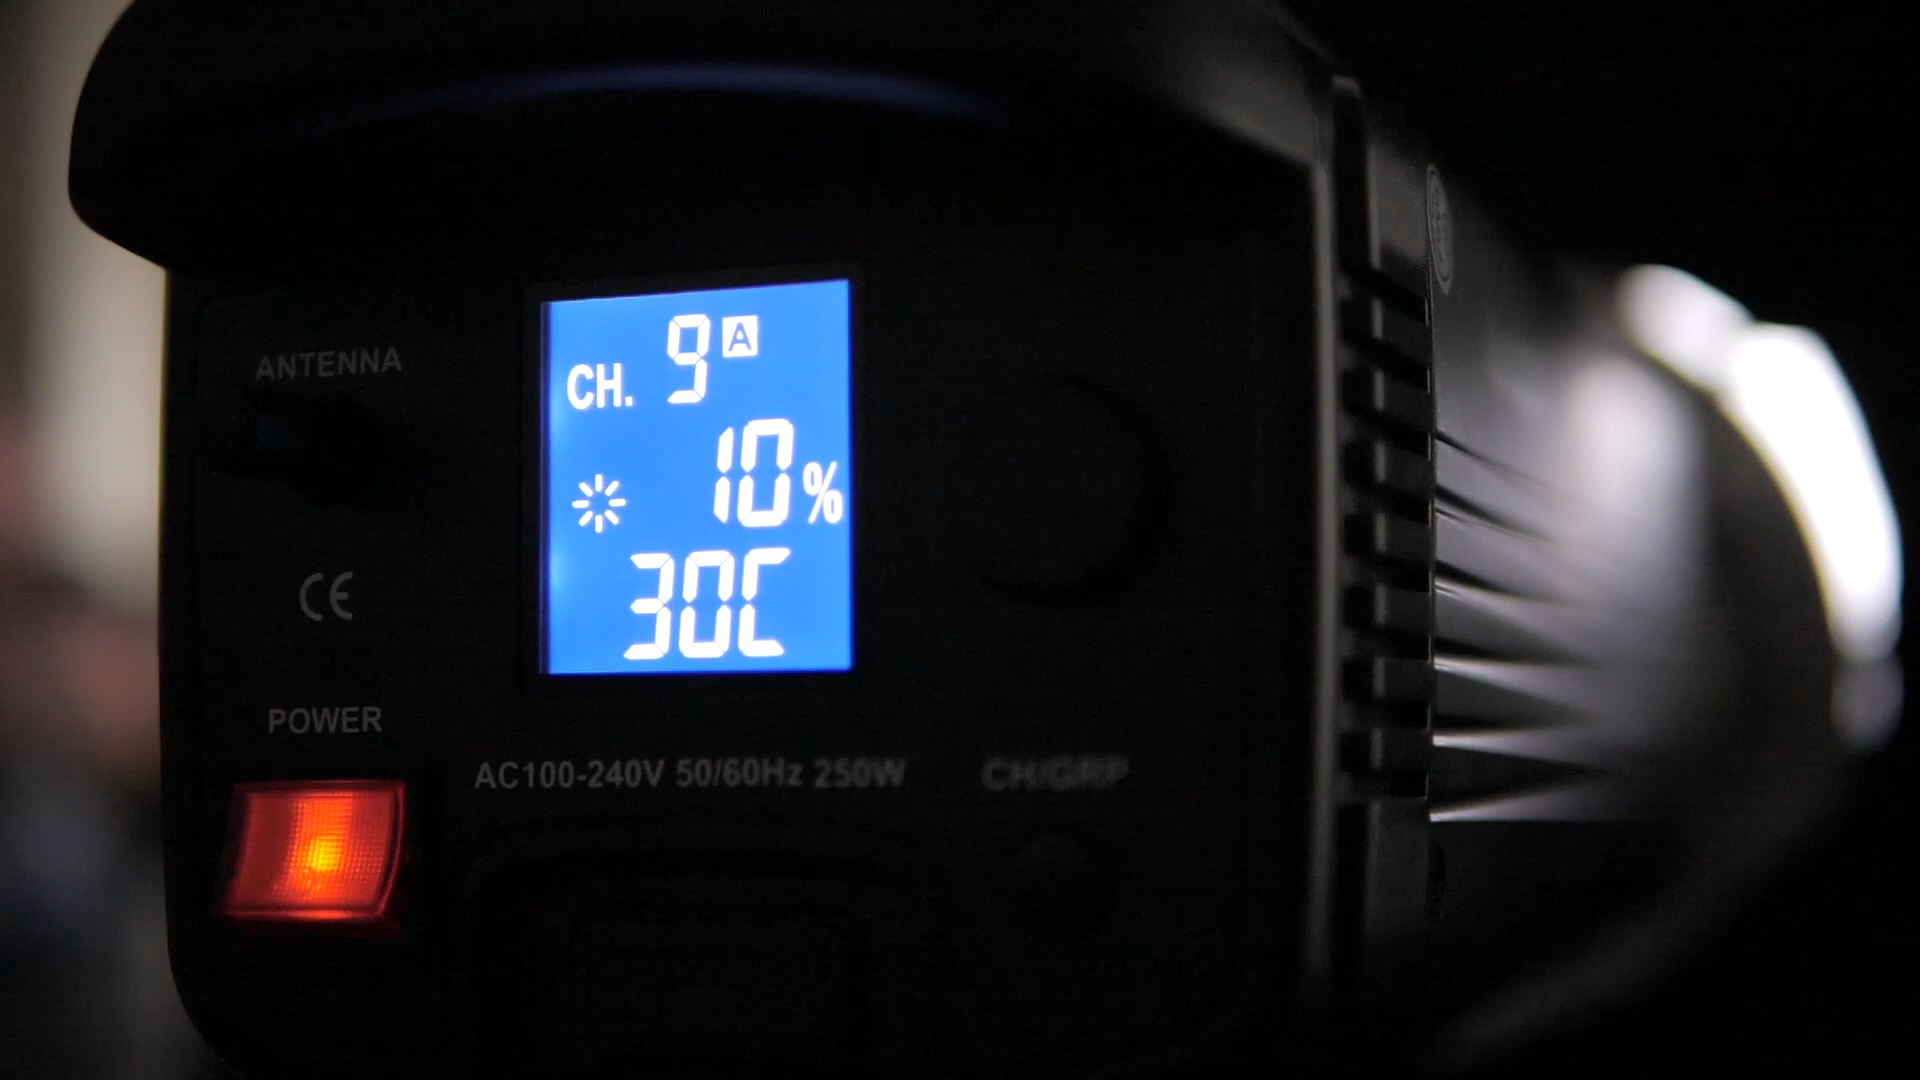 CH. 9 A
10%
30C
ANTENNA
CE
POWER
AC100-240V 50/60Hz 250W
CH/GRP